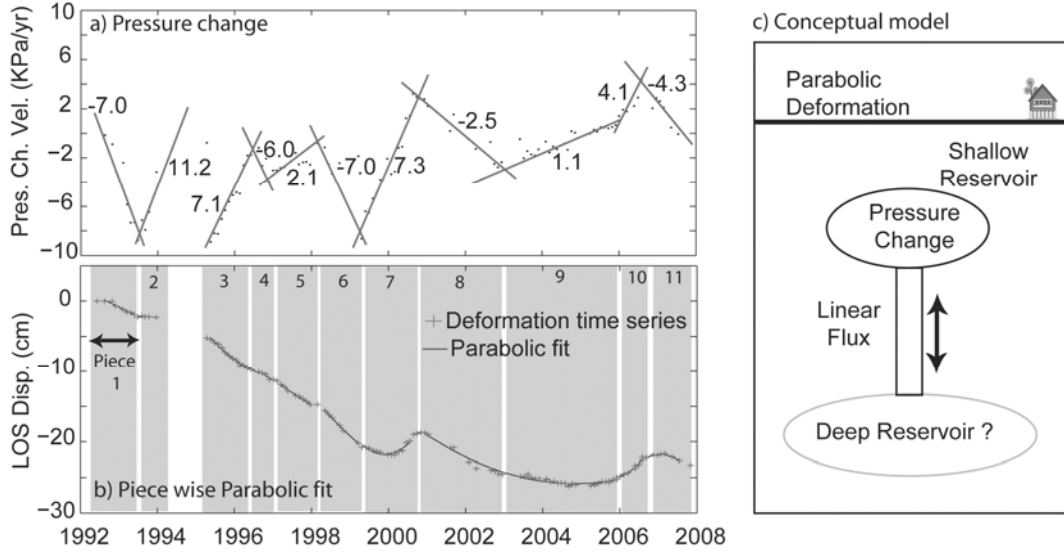 a) Pressure change
Pres. Ch. Vel. (KPa/yr)
10
6
2
−2
−6
−10
-7.0
11.2
7.1
-6.0
2.1
-7.0
7.3
-2.5
1.1
4.1
-4.3
LOS Disp. (cm)
0
−10
−20
−30
2
3
4
5
6
7
8
9
10
11
Piece
1
Deformation time series
Parabolic fit
b) Piece wise Parabolic fit
1992
1994
1996
1998
2000
2002
2004
2006
2008
c) Conceptual model
Parabolic
Deformation
Shallow
Reservoir
Pressure
Change
Linear
Flux
Deep Reservoir ?